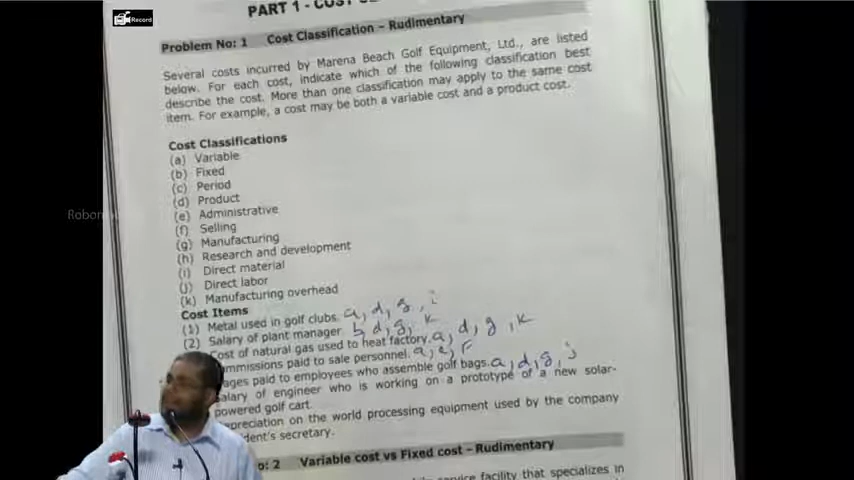 Record
PART 1 - COST
Problem No: 1 Cost Classification – Rudimentary
Several costs incurred by Marena Beach Golf Equipment, Ltd., are listed
below. For each cost, indicate which of the following classification best
describe the cost. More than one classification may apply to the same cost
item. For example, a cost may be both a variable cost and a product cost.
Cost Classifications
(a) Variable
(b) Fixed
(c) Period
(d) Product
(e) Administrative
(f) Selling
(g) Manufacturing
(h) Research and development
(i) Direct material
(j) Direct labor
(k) Manufacturing overhead
Cost Items
(1) Metal used in golf clubs. a, d, g, i
(2) Salary of plant manager. b, d, g, k
Cost of natural gas used to heat factory. a, d, g, k
mmissions paid to sale personnel. a, c, F
ages paid to employees who assemble golf bags. a, d, g, j
Salary of engineer who is working on a prototype of a new solar-
powered golf cart.
epreciation on the world processing equipment used by the company
dent's secretary.
o: 2 Variable cost vs Fixed cost – Rudimentary
service facility that specializes in